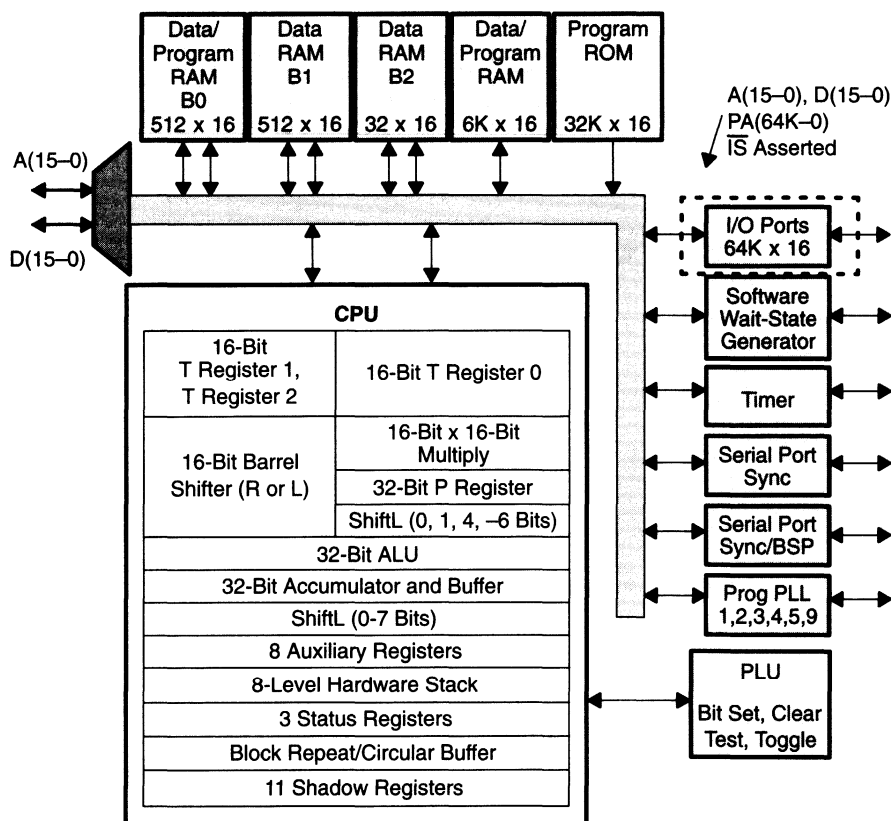 Data/
Program
RAM
B0
512 x 16
Data
RAM
B1
512 x 16
Data
RAM
B2
32 x 16
Data/
Program
RAM
6K x 16
Program
ROM
32K x 16
A(15–0), D(15–0)
PA(64K–0)
IS Asserted
A(15–0)
D(15–0)
I/O Ports
64K x 16
Software
Wait-State
Generator
Timer
Serial Port
Sync
Serial Port
Sync/BSP
Prog PLL
1,2,3,4,5,9
PLU
Bit Set, Clear
Test, Toggle
CPU
16-Bit
T Register 1,
T Register 2
16-Bit T Register 0
16-Bit Barrel
Shifter (R or L)
16-Bit x 16-Bit
Multiply
32-Bit P Register
ShiftL (0, 1, 4, –6 Bits)
32-Bit ALU
32-Bit Accumulator and Buffer
ShiftL (0-7 Bits)
8 Auxiliary Registers
8-Level Hardware Stack
3 Status Registers
Block Repeat/Circular Buffer
11 Shadow Registers